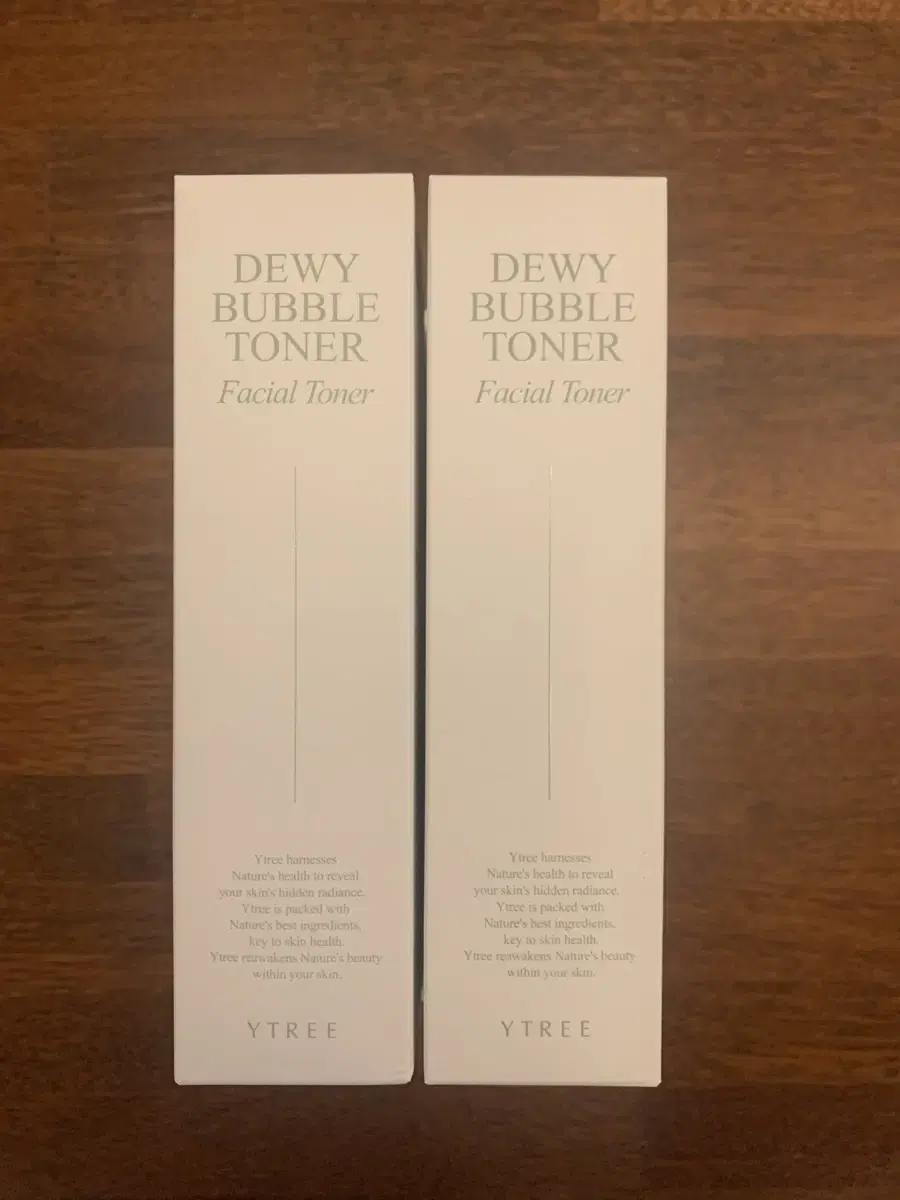 DEWY
BUBBLE
TONER
Facial Toner
Ytree harnesses
Nature's health to reveal
your skin's hidden radiance.
Ytree is packed with
Nature's best ingredients,
key to skin health.
Ytree reawakens Nature's beauty
within your skin.
YTREE
DEWY
BUBBLE
TONER
Facial Toner
Ytree harnesses
Nature's health to reveal
your skin's hidden radiance.
Ytree is packed with
Nature's best ingredients,
key to skin health.
Ytree reawakens Nature's beauty
within your skin.
YTREE